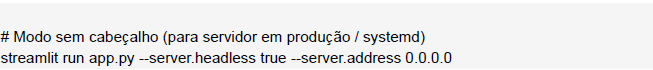 # Modo sem cabeçalho (para servidor em produção / systemd)
streamlit run app.py --server.headless true --server.address 0.0.0.0